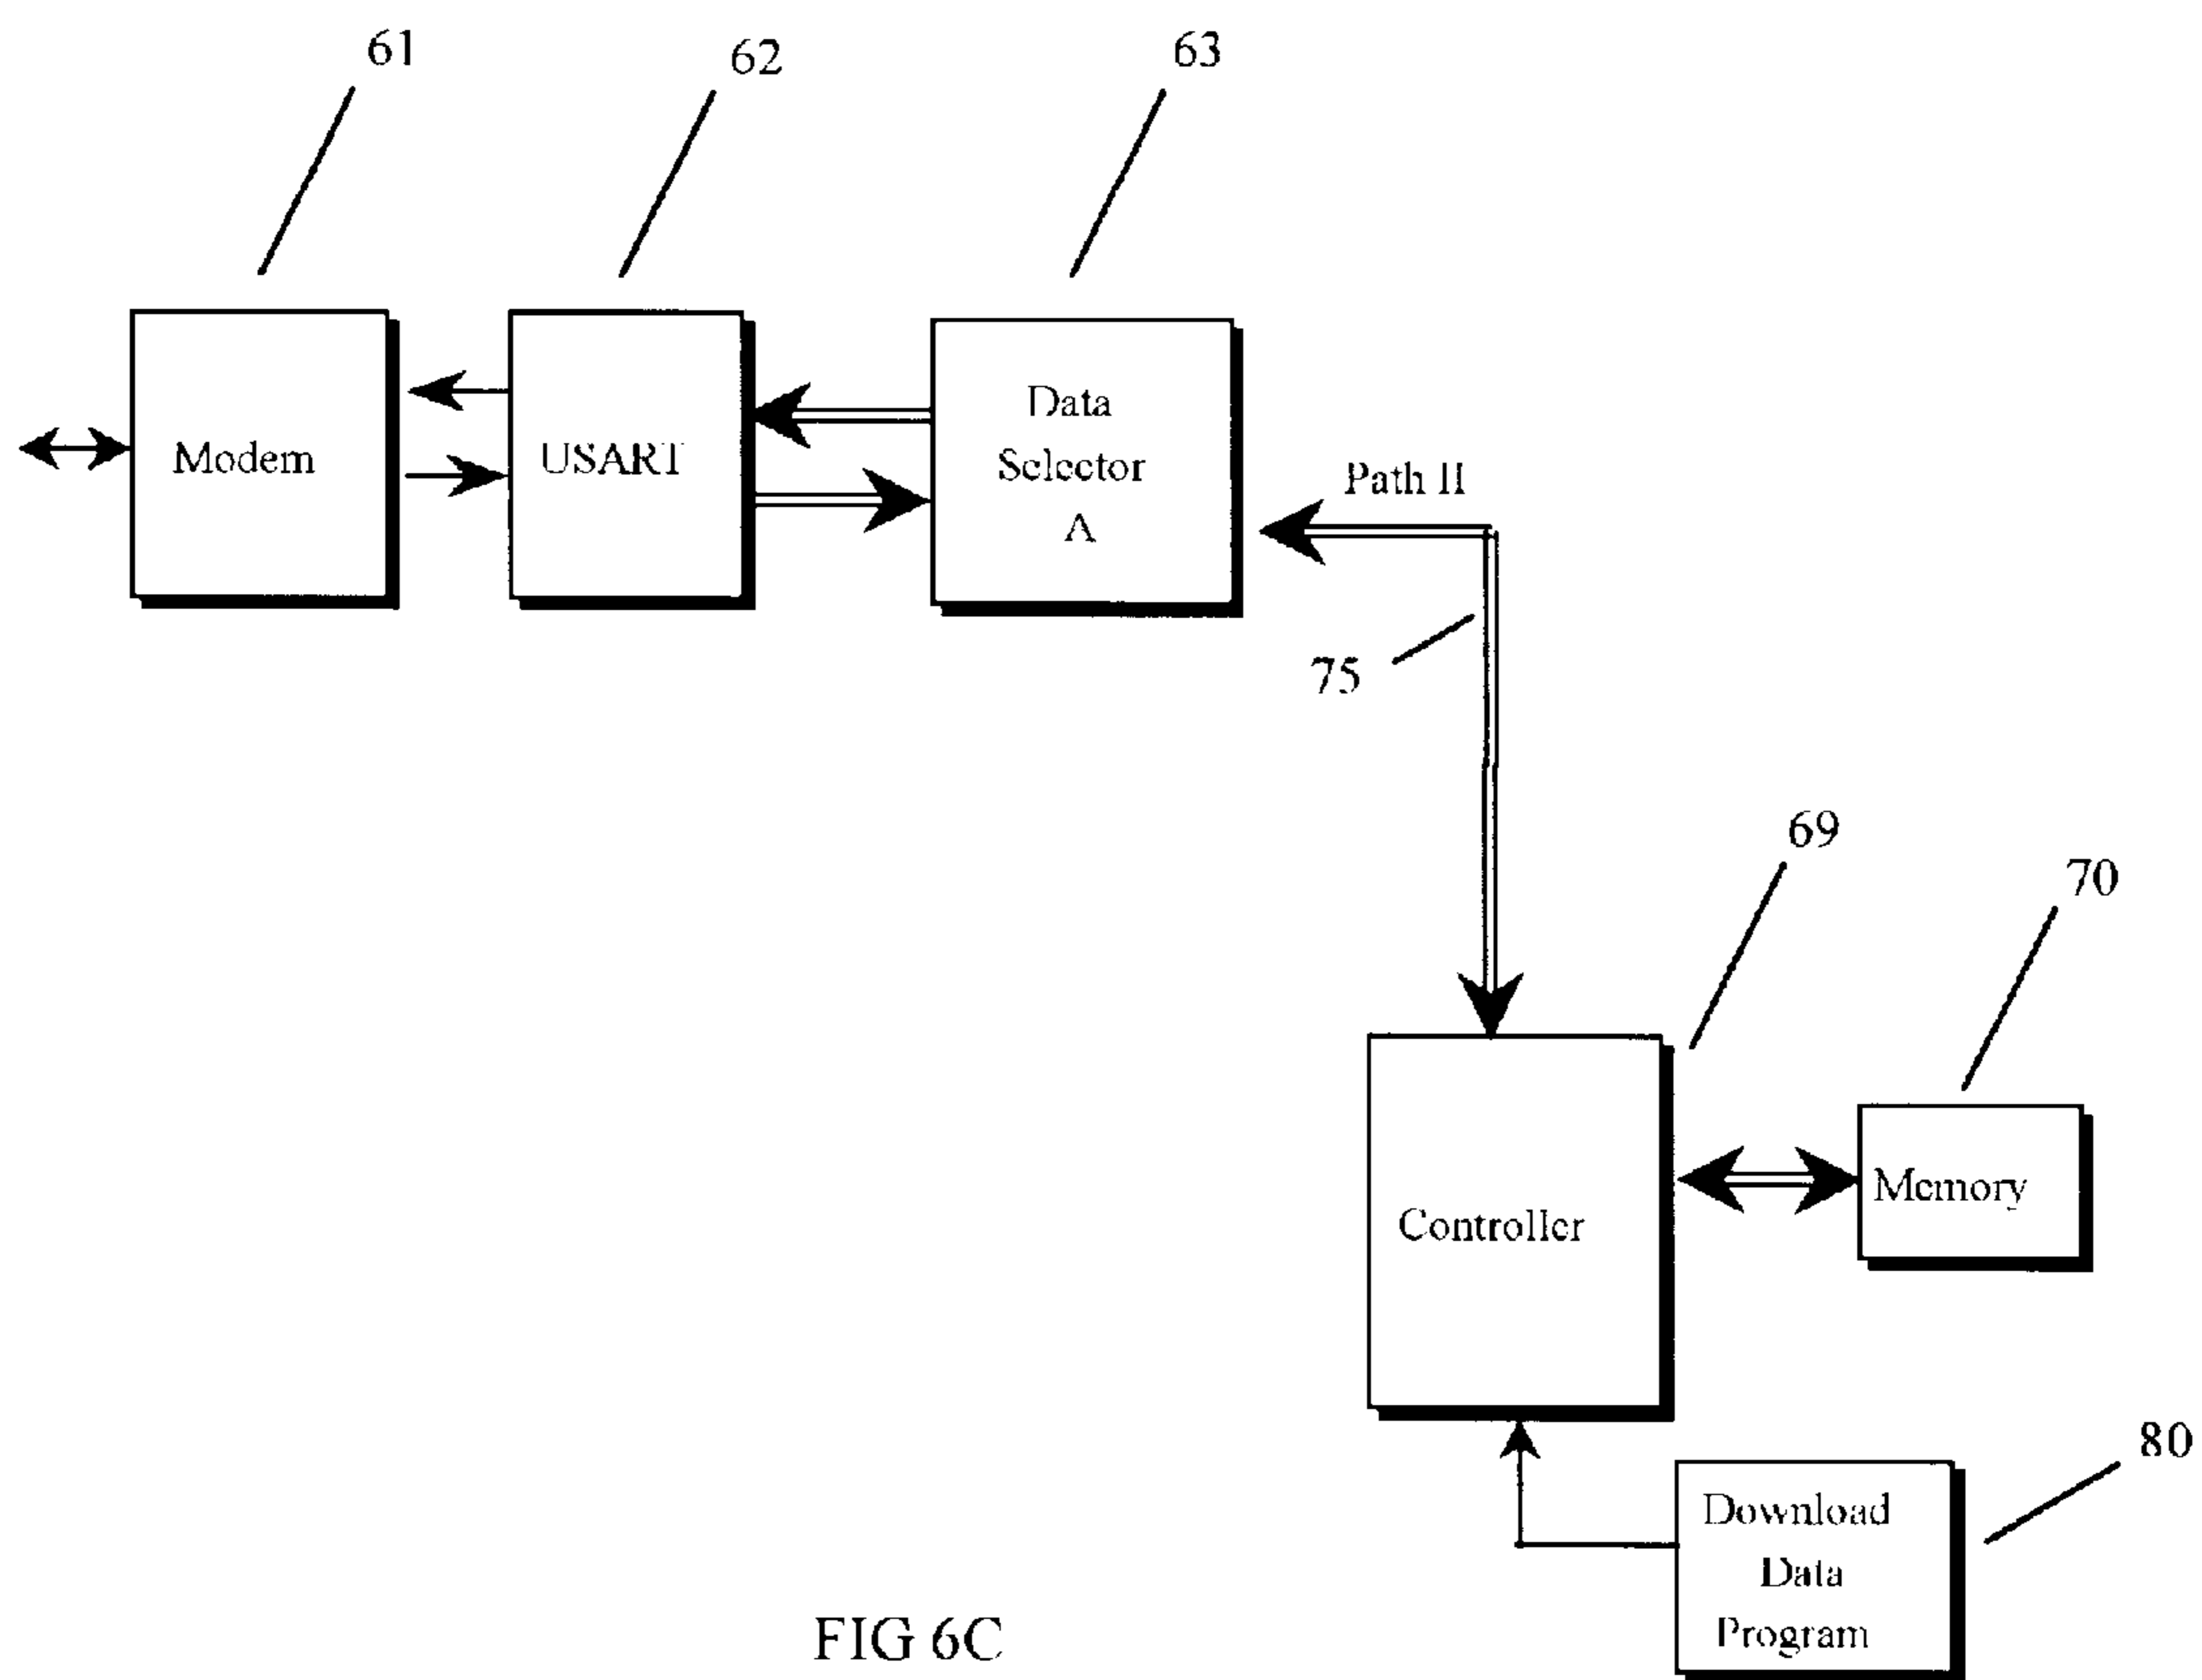 61
62
63
Modem
USART
Data
Selector
A
Path II
75
69
70
Controller
Memory
80
Download
Data
Program
FIG 6C